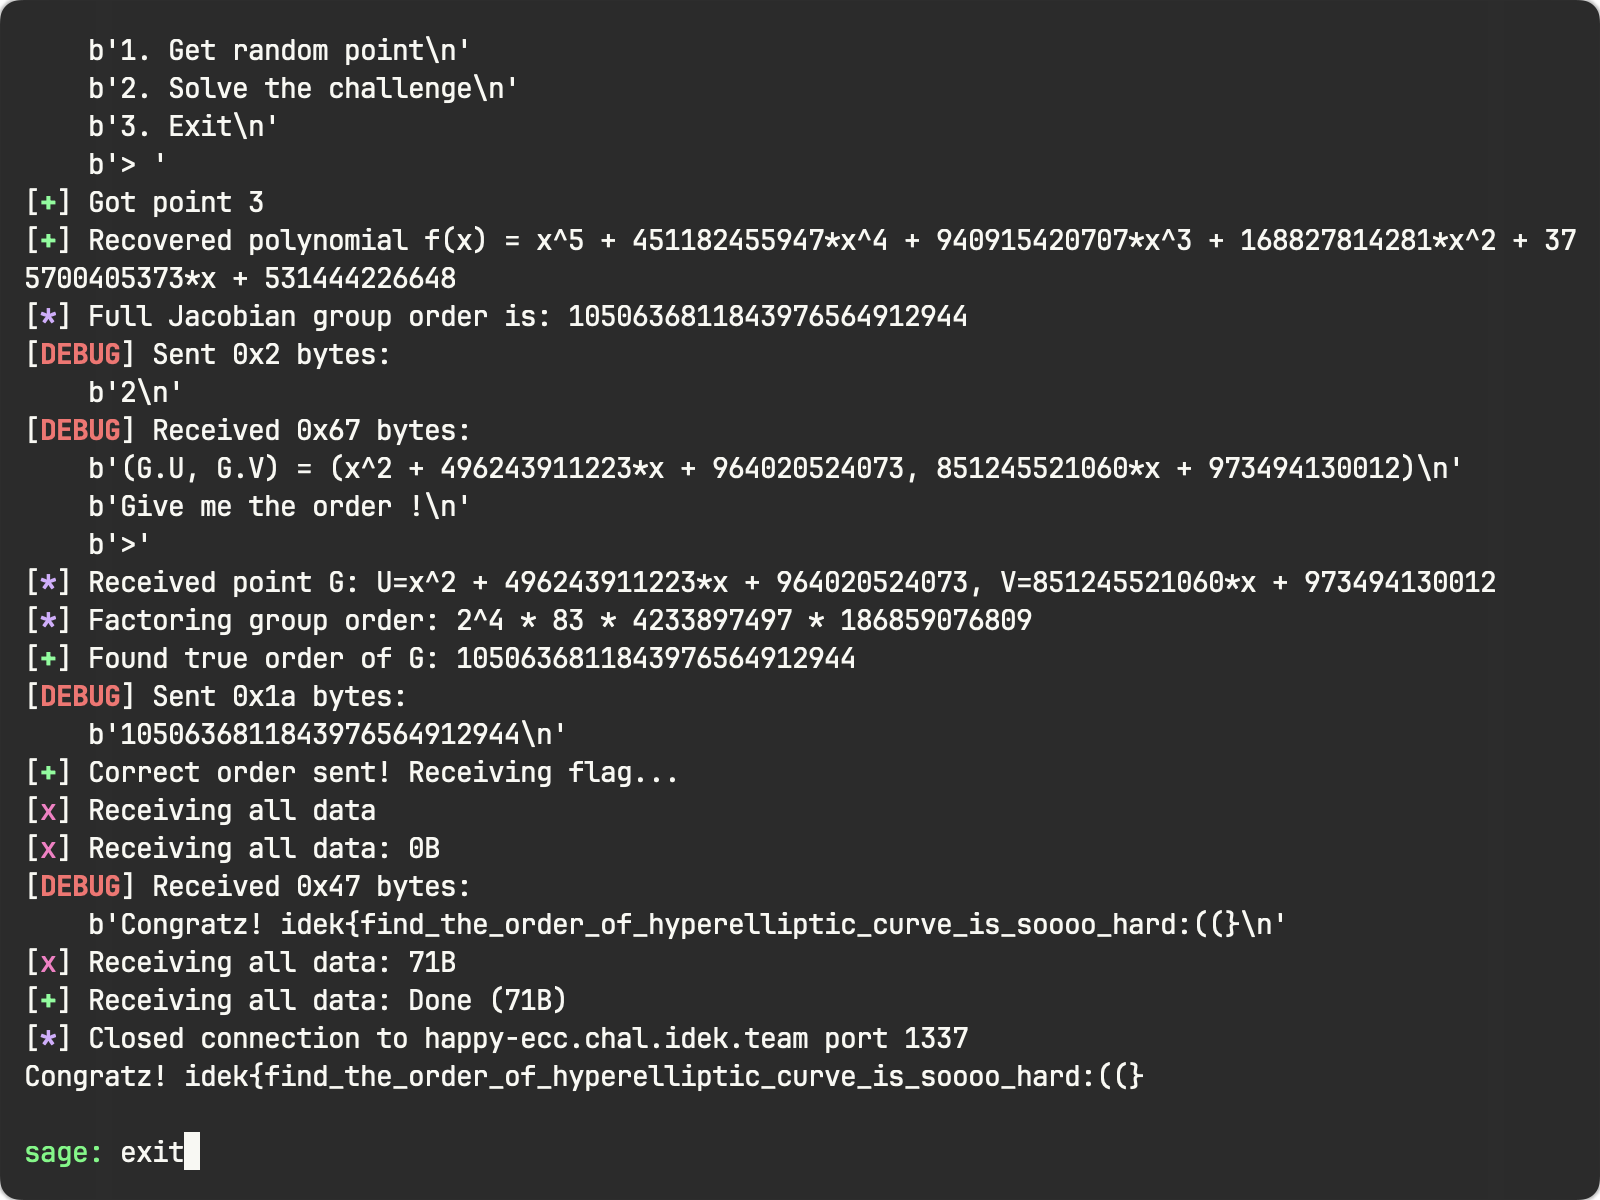 b'1. Get random point\n'
    b'2. Solve the challenge\n'
    b'3. Exit\n'
    b'> '
[+] Got point 3
[+] Recovered polynomial f(x) = x^5 + 451182455947*x^4 + 940915420707*x^3 + 168827814281*x^2 + 37
5700405373*x + 531444226648
[*] Full Jacobian group order is: 1050636811843976564912944
[DEBUG] Sent 0x2 bytes:
    b'2\n'
[DEBUG] Received 0x67 bytes:
    b'(G.U, G.V) = (x^2 + 496243911223*x + 964020524073, 851245521060*x + 973494130012)\n'
    b'Give me the order !\n'
    b'>'
[*] Received point G: U=x^2 + 496243911223*x + 964020524073, V=851245521060*x + 973494130012
[*] Factoring group order: 2^4 * 83 * 4233897497 * 186859076809
[+] Found true order of G: 1050636811843976564912944
[DEBUG] Sent 0x1a bytes:
    b'1050636811843976564912944\n'
[+] Correct order sent! Receiving flag...
[x] Receiving all data
[x] Receiving all data: 0B
[DEBUG] Received 0x47 bytes:
    b'Congratz! idek{find_the_order_of_hyperelliptic_curve_is_soooo_hard:((}\n'
[x] Receiving all data: 71B
[+] Receiving all data: Done (71B)
[*] Closed connection to happy-ecc.chal.idek.team port 1337
Congratz! idek{find_the_order_of_hyperelliptic_curve_is_soooo_hard:((}
sage: exit